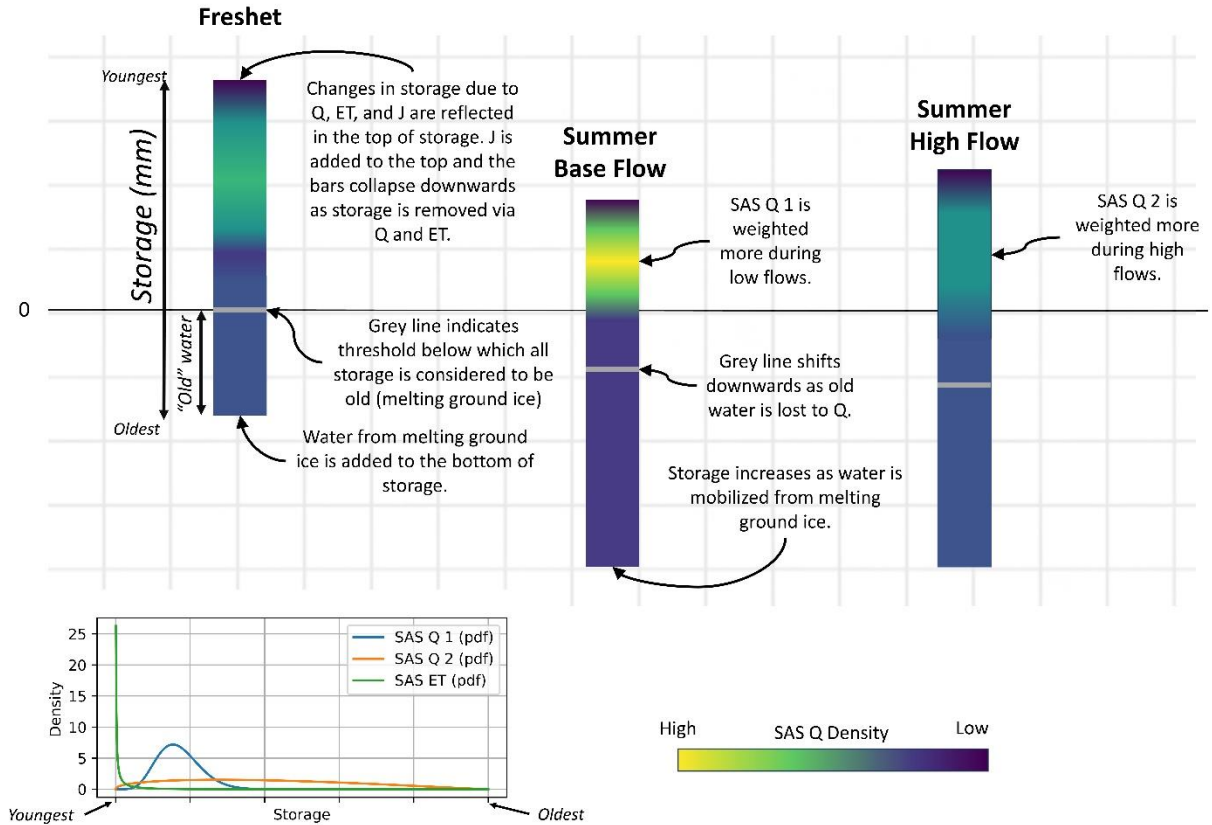 Freshet
Youngest
Storage (mm)
"Old" water
Oldest
0
Changes in storage due to
Q, ET, and J are reflected
in the top of storage. J is
added to the top and the
bars collapse downwards
as storage is removed via
Q and ET.
Grey line indicates
threshold below which all
storage is considered to be
old (melting ground ice)
Water from melting ground
ice is added to the bottom of
storage.
Summer
Base Flow
SAS Q 1 is
weighted
more during
low flows.
Grey line shifts
downwards as old
water is lost to Q.
Storage increases as water is
mobilized from melting
ground ice.
Summer
High Flow
SAS Q 2 is
weighted more
during high
flows.
25
20
15
10
5
0
Density
SAS Q 1 (pdf)
SAS Q 2 (pdf)
SAS ET (pdf)
Youngest
Storage
Oldest
High
SAS Q Density
Low